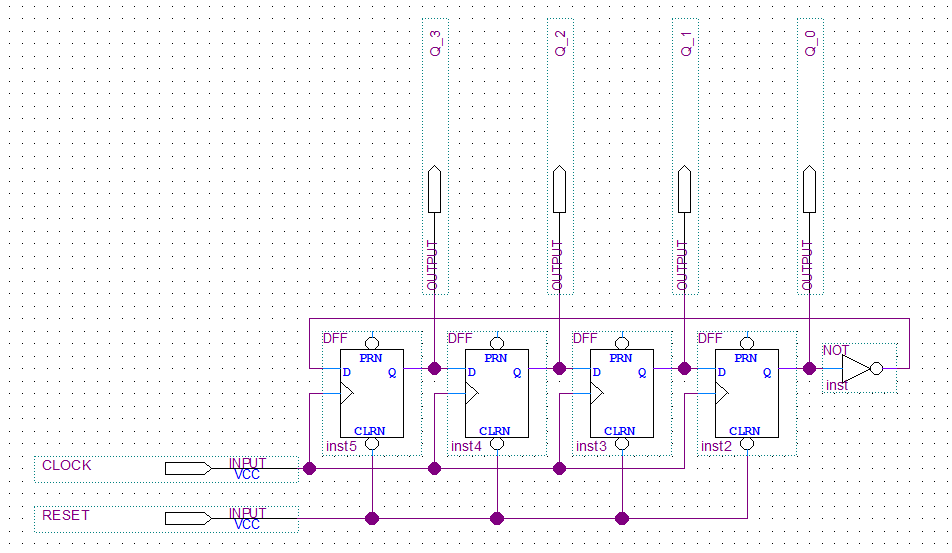 Q_3 Q_2 Q_1 Q_0
OUTPUT OUTPUT OUTPUT OUTPUT
DFF DFF DFF DFF
NOT
PRN PRN PRN PRN
D Q D Q D Q D Q
inst
CLRN CLRN CLRN CLRN
inst5 inst4 inst3 inst2
CLOCK INPUT
VCC
RESET INPUT
VCC